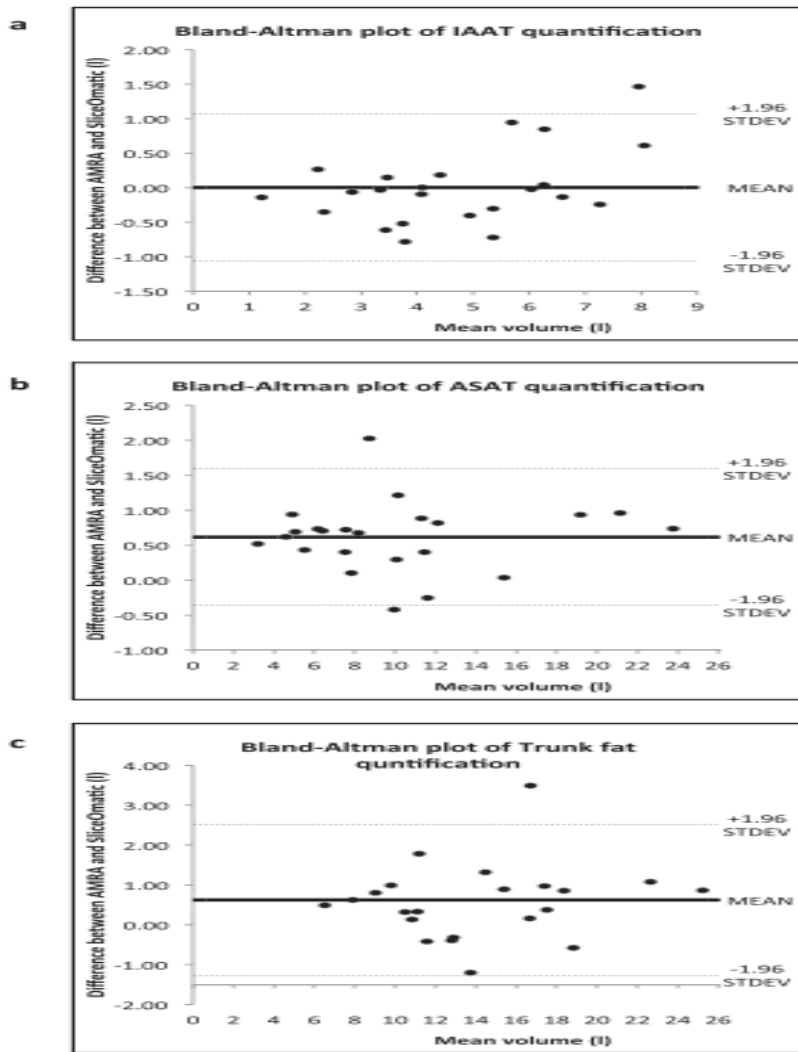 a
Bland-Altman plot of IAAT quantification
Difference between AMRA and SliceOmatic (l)
2.00
1.50
1.00
0.50
0.00
-0.50
-1.00
-1.50
+1.96
STDEV
MEAN
-1.96
STDEV
0 1 2 3 4 5 6 7 8 9
Mean volume (l)
b
Bland-Altman plot of ASAT quantification
Difference between AMRA and SliceOmatic (l)
2.50
2.00
1.50
1.00
0.50
0.00
-0.50
-1.00
+1.96
STDEV
MEAN
-1.96
STDEV
0 2 4 6 8 10 12 14 16 18 20 22 24 26
Mean volume (l)
c
Bland-Altman plot of Trunk fat
quntification
Difference between AMRA and SliceOmatic (l)
4.00
3.00
2.00
1.00
0.00
-1.00
-2.00
+1.96
STDEV
MEAN
-1.96
STDEV
0 2 4 6 8 10 12 14 16 18 20 22 24 26
Mean volume (l)